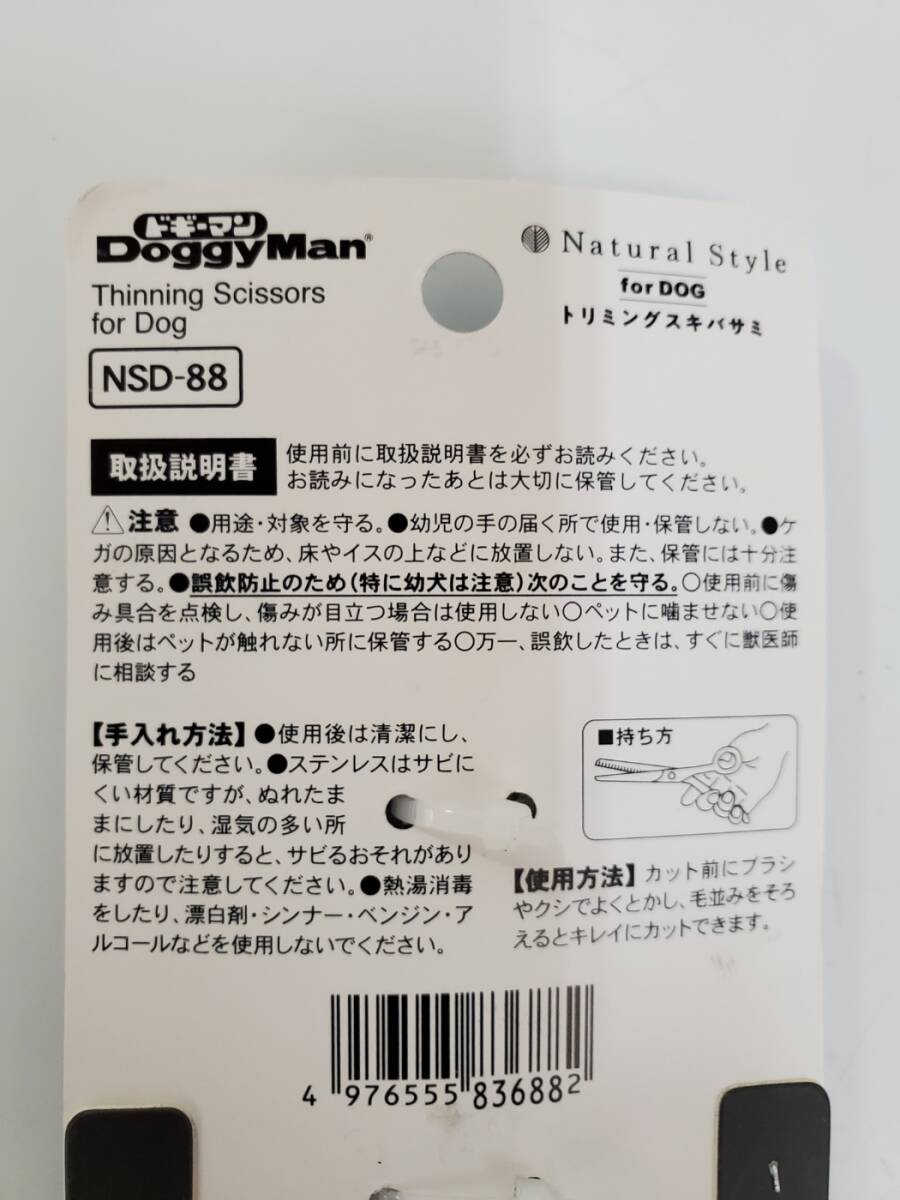 ドギーマン
DoggyMan®
Thinning Scissors
for Dog
NSD-88
Natural Style
for DOG
トリミングスキバサミ
取扱説明書
使用前に取扱説明書を必ずお読みください。
お読みになったあとは大切に保管してください。
⚠注意 ●用途・対象を守る。●幼児の手の届く所で使用・保管しない。●ケ
ガの原因となるため、床やイスの上などに放置しない。また、保管には十分注
意する。●誤飲防止のため(特に幼犬は注意)次のことを守る。○使用前に傷
み具合を点検し、傷みが目立つ場合は使用しない○ペットに噛ませない○使
用後はペットが触れない所に保管する○万一、誤飲したときは、すぐに獣医師
に相談する
【手入れ方法】●使用後は清潔にし、
保管してください。●ステンレスはサビに
くい材質ですが、ぬれたま
まにしたり、湿気の多い所
に放置したりすると、サビるおそれがあり
ますので注意してください。●熱湯消毒
をしたり、漂白剤・シンナー・ベンジン・ア
ルコールなどを使用しないでください。
■持ち方
【使用方法】カット前にブラシ
やクシでよくとかし、毛並みをそろ
えるとキレイにカットできます。
4 976555 836882